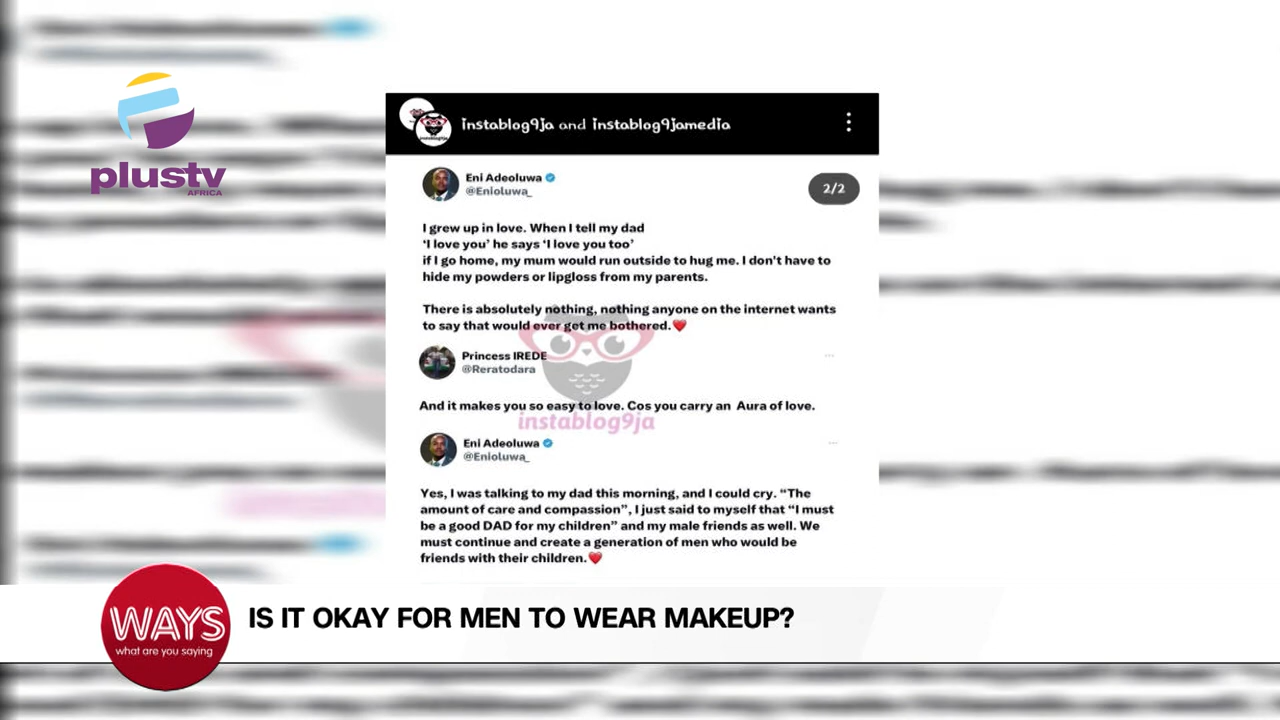 plustv
AFRICA
instablog9ja and instablog9jamedia
Eni Adeoluwa
@Enioluwa_
2/2
I grew up in love. When I tell my dad
‘I love you’ he says ‘I love you too’
if I go home, my mum would run outside to hug me. I don't have to
hide my powders or lipgloss from my parents.
There is absolutely nothing, nothing anyone on the internet wants
to say that would ever get me bothered.❤️
Princess IREDE
@Reratodara
And it makes you so easy to love. Cos you carry an Aura of love.
instablog9ja
Eni Adeoluwa
@Enioluwa_
Yes, I was talking to my dad this morning, and I could cry. “The
amount of care and compassion”, I just said to myself that “I must
be a good DAD for my children” and my male friends as well. We
must continue and create a generation of men who would be
friends with their children.❤️
WAYS
what are you saying
IS IT OKAY FOR MEN TO WEAR MAKEUP?